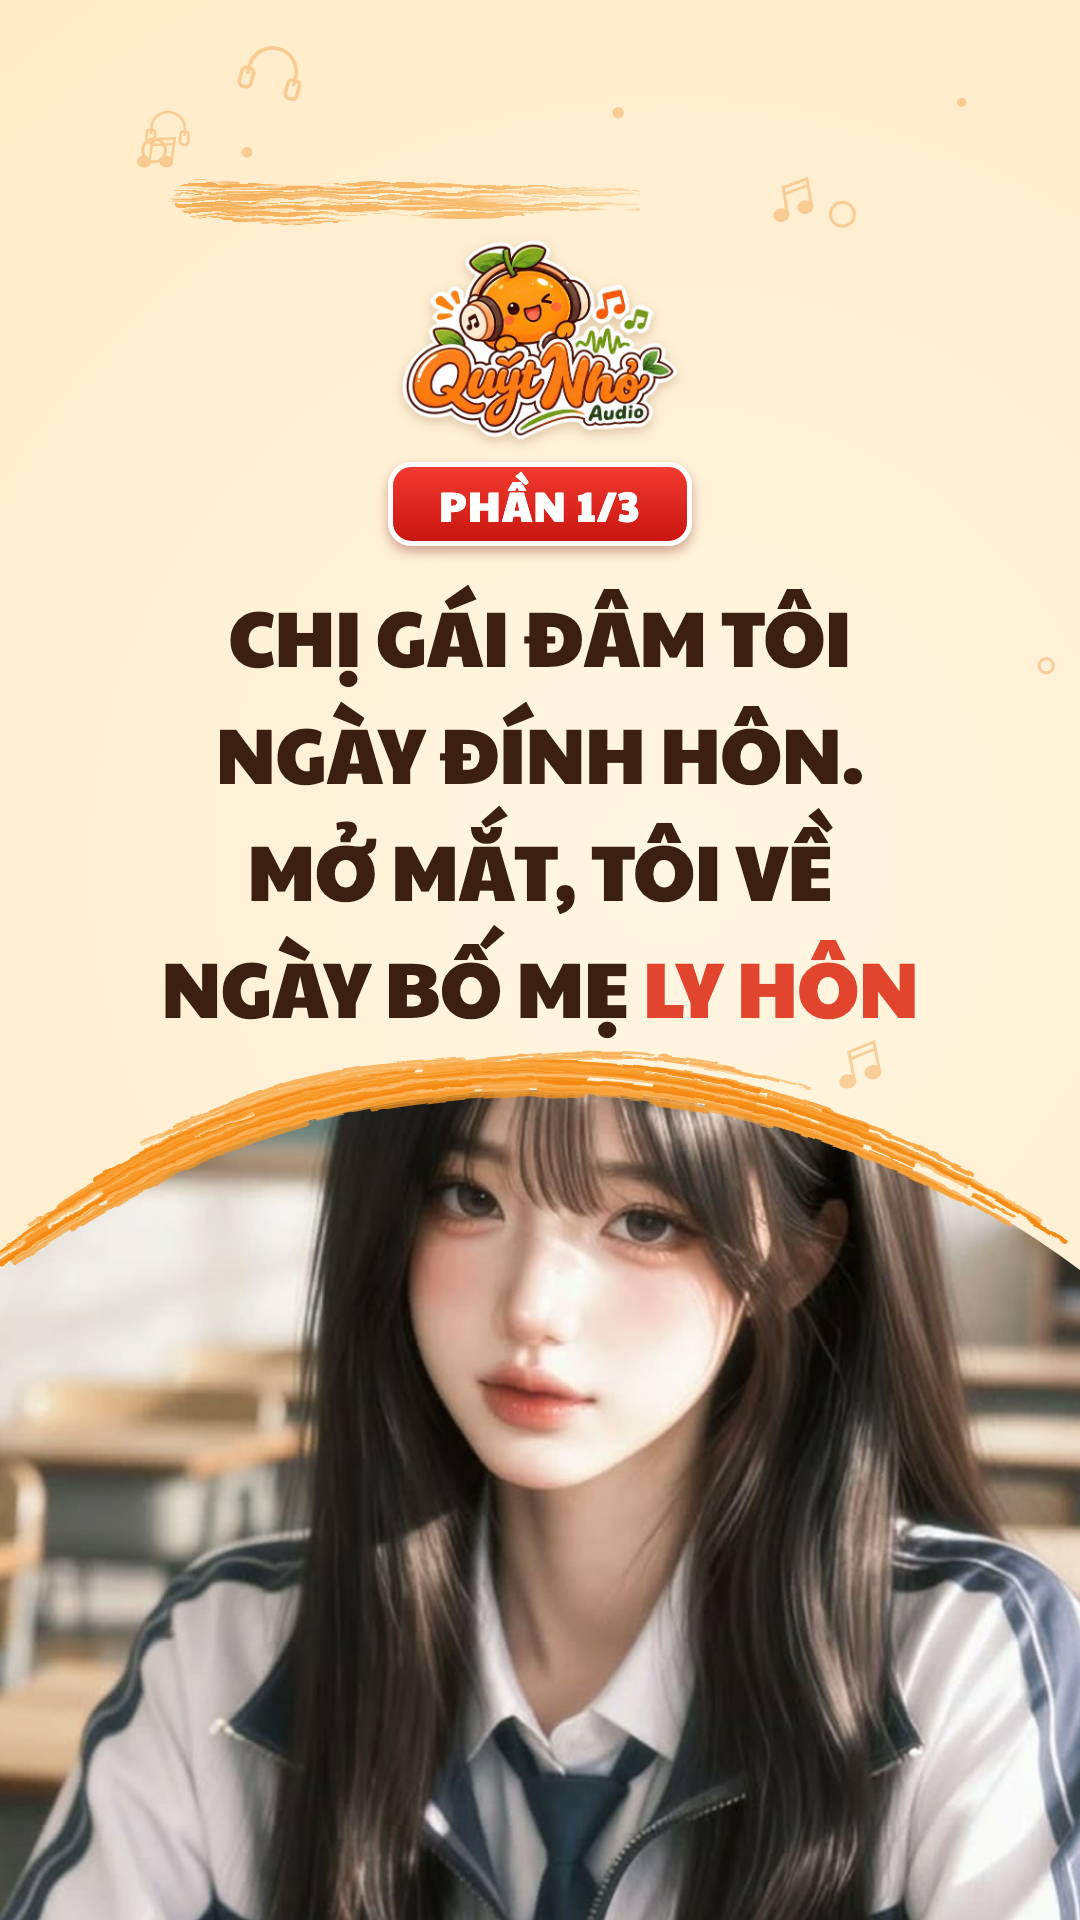 Quýt Nhỏ
Audio
PHẦN 1/3
CHỊ GÁI ĐÂM TÔI
NGÀY ĐÍNH HÔN.
MỞ MẮT, TÔI VỀ
NGÀY BỐ MẸ LY HÔN